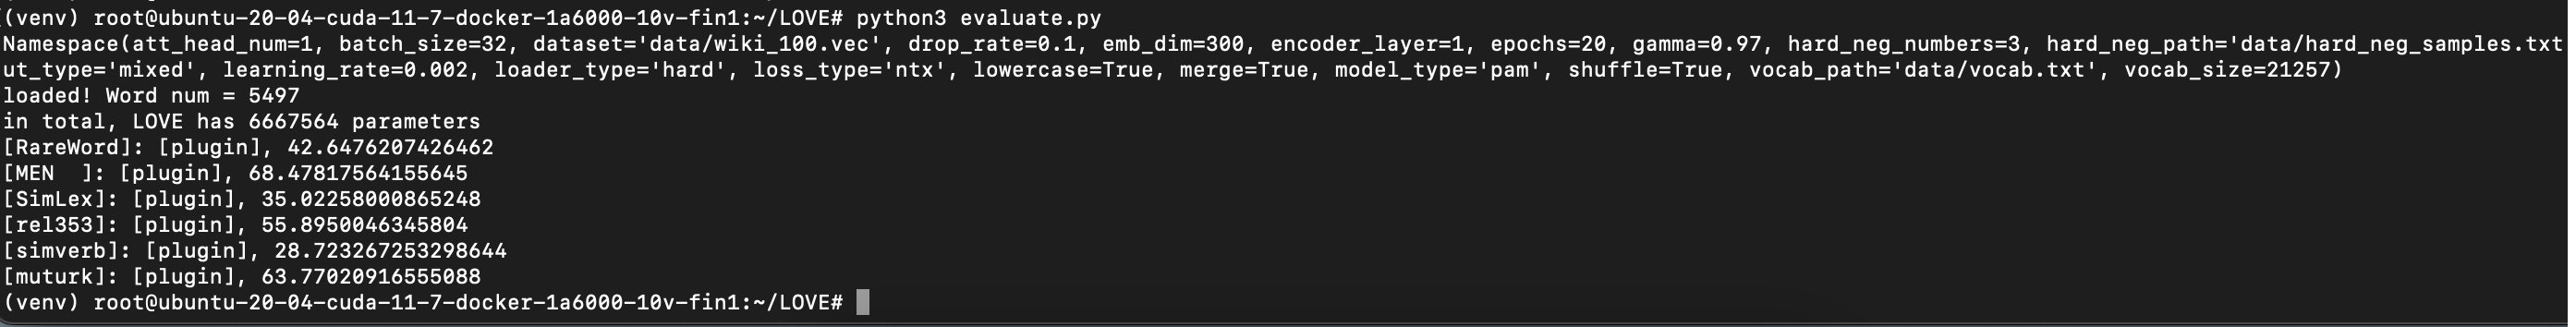 (venv) root@ubuntu-20-04-cuda-11-7-docker-1a6000-10v-fin1:~/LOVE# python3 evaluate.py
Namespace(att_head_num=1, batch_size=32, dataset='data/wiki_100.vec', drop_rate=0.1, emb_dim=300, encoder_layer=1, epochs=20, gamma=0.97, hard_neg_numbers=3, hard_neg_path='data/hard_neg_samples.txt
ut_type='mixed', learning_rate=0.002, loader_type='hard', loss_type='ntx', lowercase=True, merge=True, model_type='pam', shuffle=True, vocab_path='data/vocab.txt', vocab_size=21257)
loaded! Word num = 5497
in total, LOVE has 6667564 parameters
[RareWord]: [plugin], 42.6476207426462
[MEN  ]: [plugin], 68.47817564155645
[SimLex]: [plugin], 35.02258000865248
[rel353]: [plugin], 55.8950046345804
[simverb]: [plugin], 28.723267253298644
[muturk]: [plugin], 63.77020916555088
(venv) root@ubuntu-20-04-cuda-11-7-docker-1a6000-10v-fin1:~/LOVE#